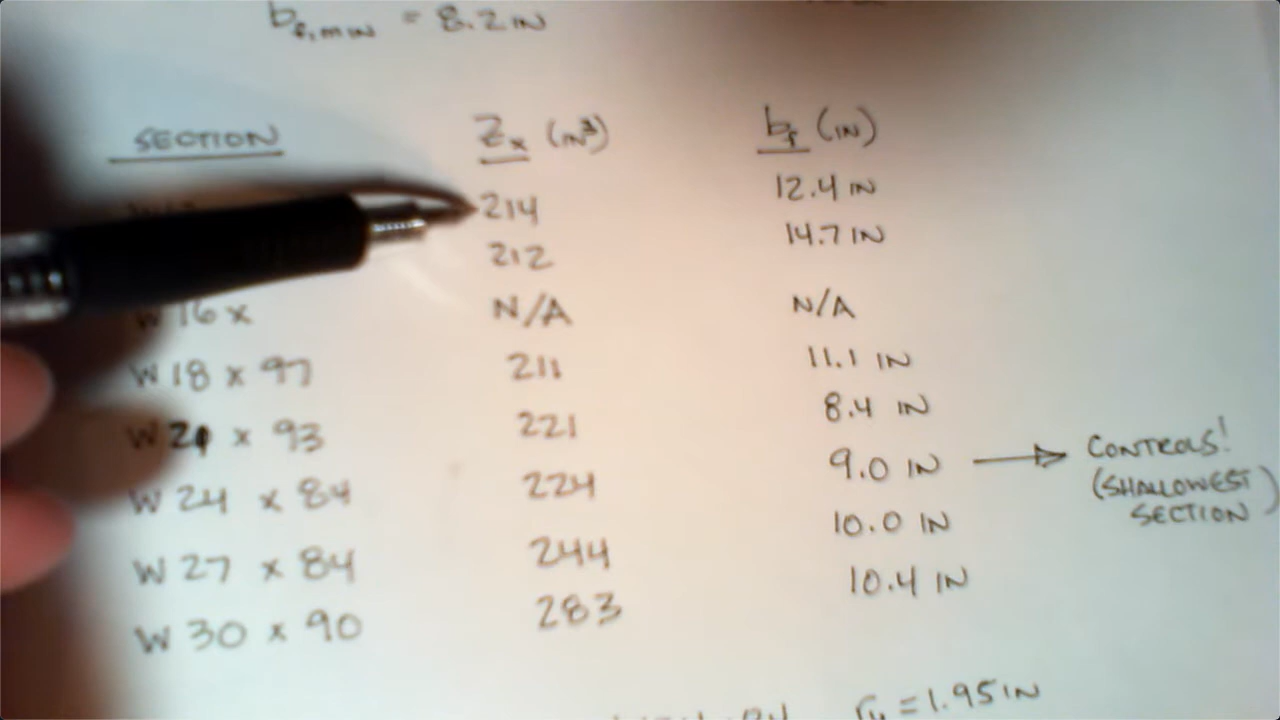 bf,min = 8.2 IN
SECTION Zx (IN³) bf (IN)
214 12.4 IN
212 14.7 IN
W 16 x N/A N/A
W 18 x 97 211 11.1 IN
W 21 x 93 221 8.4 IN
W 24 x 84 224 9.0 IN → CONTROLS!
(SHALLOWEST SECTION)
W 27 x 84 244 10.0 IN
W 30 x 90 283 10.4 IN
= 1.95 IN